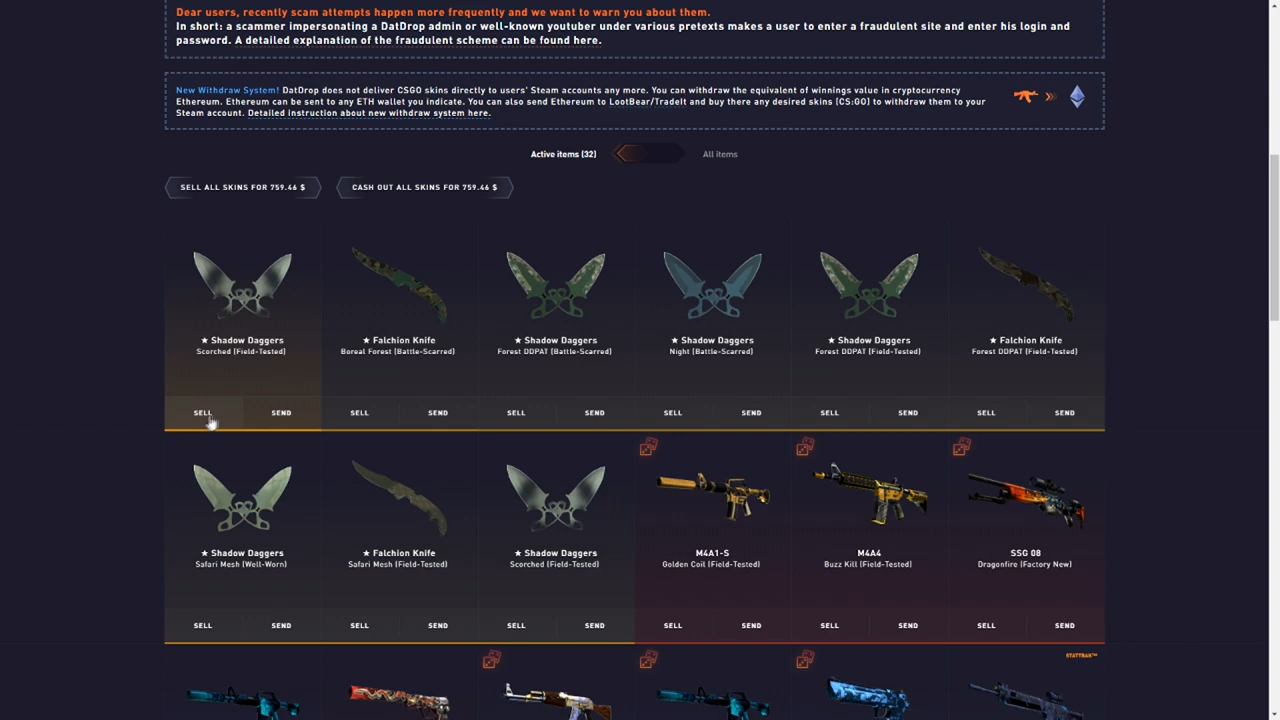 Dear users, recently scam attempts happen more frequently and we want to warn you about them.
In short: a scammer impersonating a DatDrop admin or well-known youtuber under various pretexts makes a user to enter a fraudulent site and enter his login and
password. A detailed explanation of the fraudulent scheme can be found here.
New Withdraw System! DatDrop does not deliver CSGO skins directly to users' Steam accounts any more. You can withdraw the equivalent of winnings value in cryptocurrency
Ethereum. Ethereum can be sent to any ETH wallet you indicate. You can also send Ethereum to LootBear/TradeIt and buy there any desired skins (CS:GO) to withdraw them to your
Steam account. Detailed instruction about new withdraw system here.
Active items (32) All items
SELL ALL SKINS FOR 759.46 $ CASH OUT ALL SKINS FOR 759.46 $
★ Shadow Daggers ★ Falchion Knife ★ Shadow Daggers ★ Shadow Daggers ★ Shadow Daggers ★ Falchion Knife
Scorched (Field-Tested) Boreal Forest (Battle-Scarred) Forest DDPAT (Battle-Scarred) Night (Battle-Scarred) Forest DDPAT (Field-Tested) Forest DDPAT (Field-Tested)
SELL SEND SELL SEND SELL SEND SELL SEND SELL SEND SELL SEND
★ Shadow Daggers ★ Falchion Knife ★ Shadow Daggers M4A1-S M4A4 SSG 08
Safari Mesh (Well-Worn) Safari Mesh (Field-Tested) Scorched (Field-Tested) Golden Coil (Field-Tested) Buzz Kill (Field-Tested) Dragonfire (Factory New)
SELL SEND SELL SEND SELL SEND SELL SEND SELL SEND SELL SEND
STATTRAK™